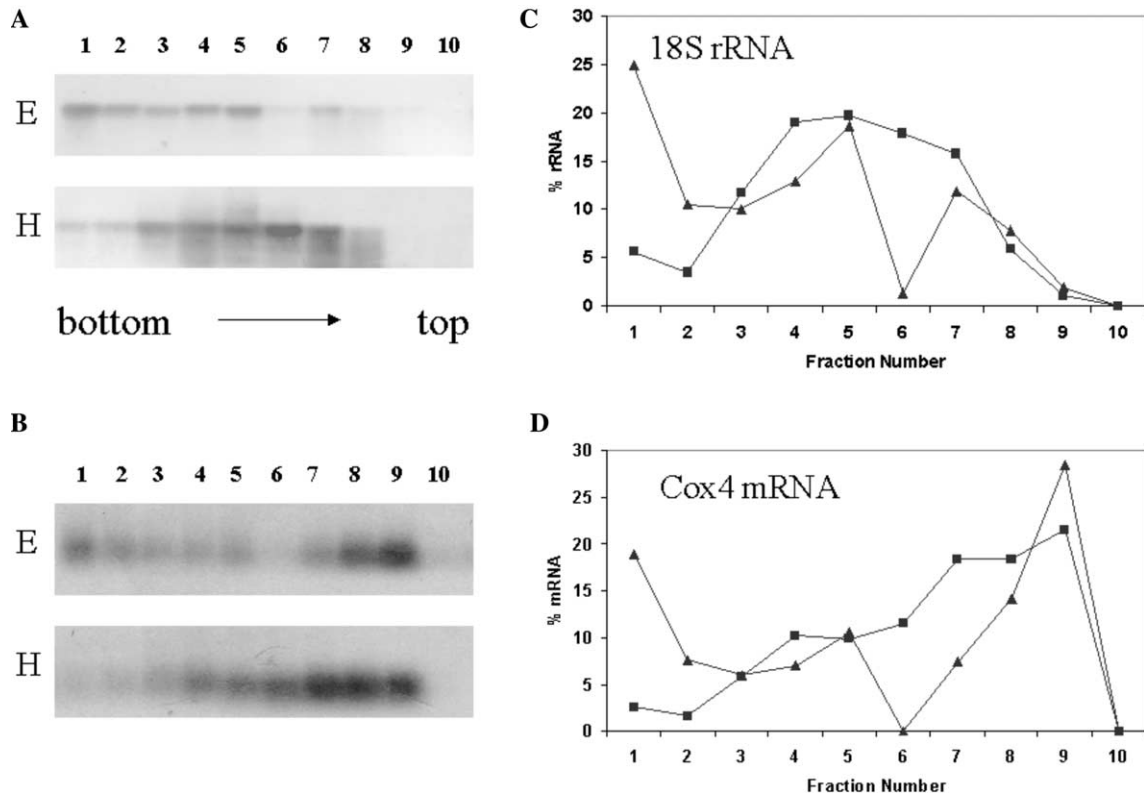 A
1 2 3 4 5 6 7 8 9 10
E
H
bottom top
B
1 2 3 4 5 6 7 8 9 10
E
H
C
30
25
20
15
10
5
0
% rRNA
18S rRNA
1 2 3 4 5 6 7 8 9 10
Fraction Number
D
30
25
20
15
10
5
0
% mRNA
Cox4 mRNA
1 2 3 4 5 6 7 8 9 10
Fraction Number